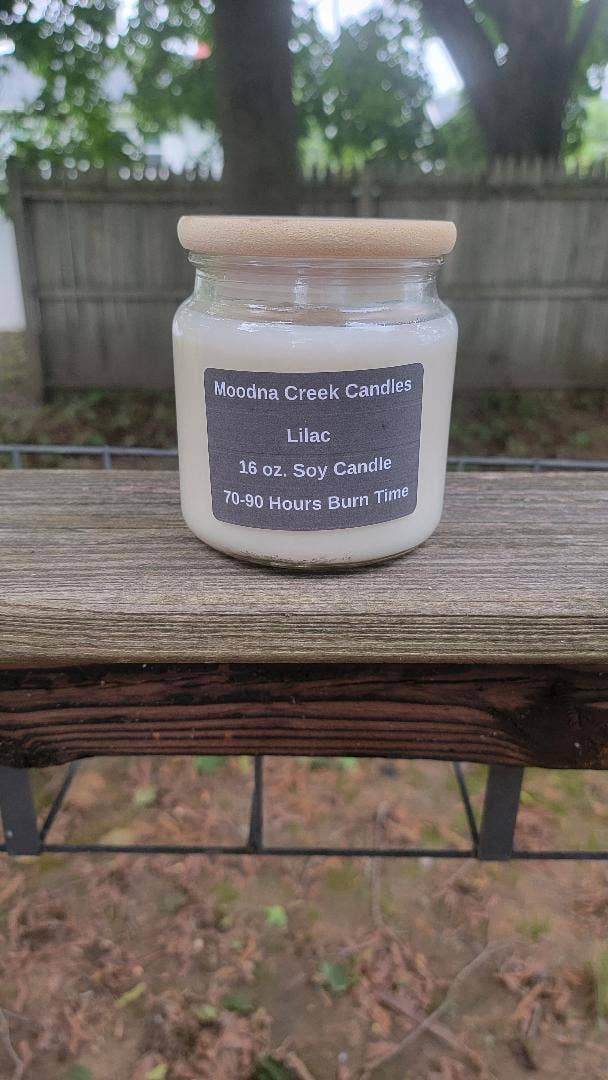 Moodna Creek Candles
Lilac
16 oz. Soy Candle
70-90 Hours Burn Time